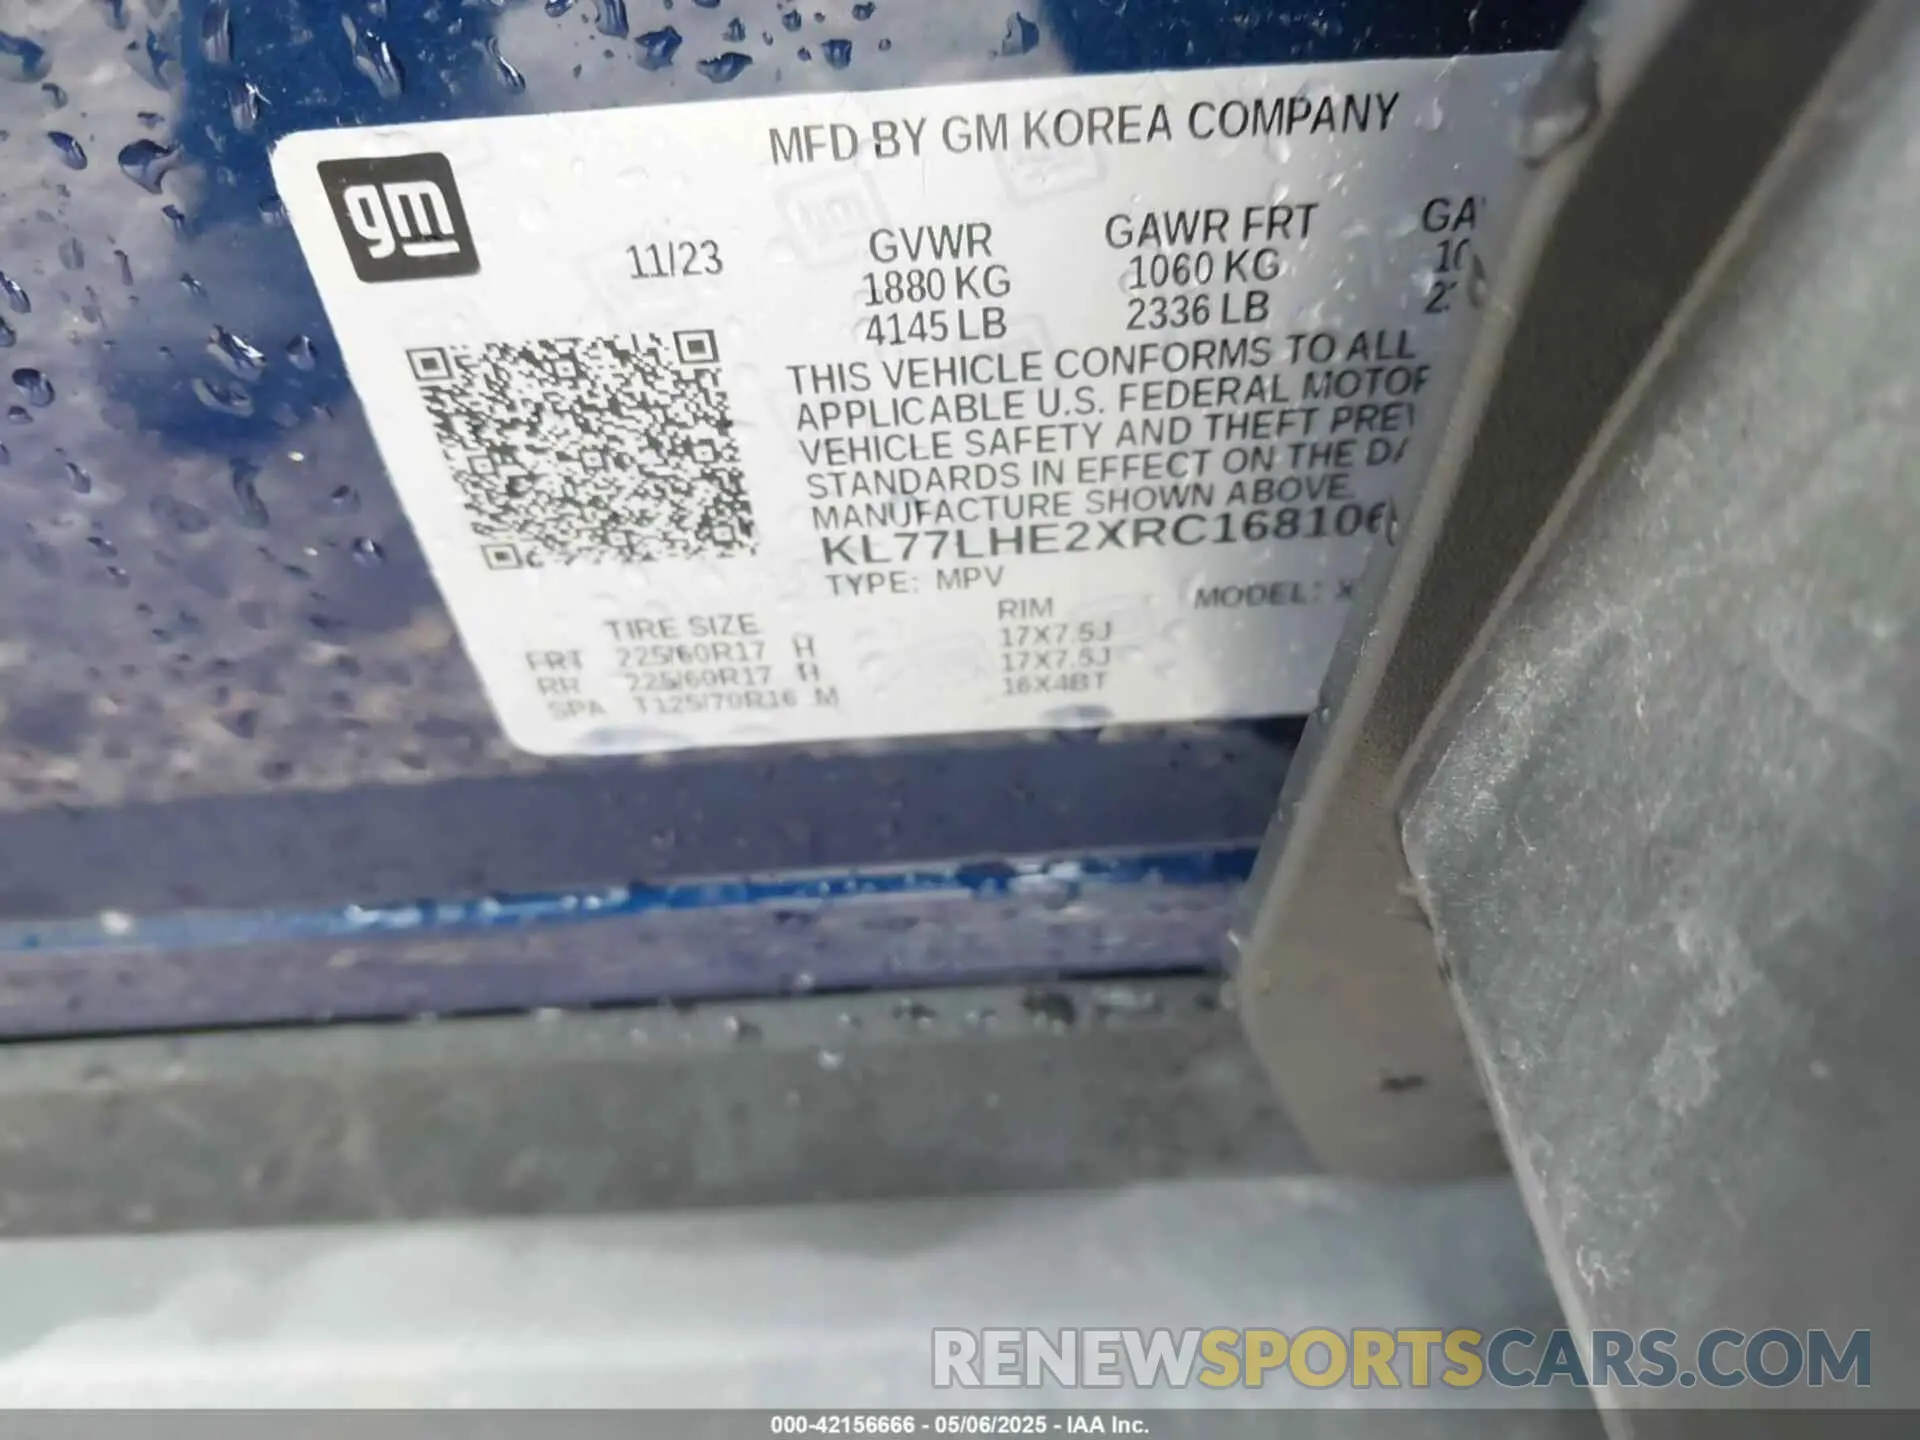 MFD BY GM KOREA COMPANY
gm
11/23
GVWR GAWR FRT
1880 KG 1060 KG
4145 LB 2336 LB
THIS VEHICLE CONFORMS TO ALL
APPLICABLE U.S. FEDERAL MOTOR
VEHICLE SAFETY AND THEFT
STANDARDS IN EFFECT ON THE
MANUFACTURE SHOWN ABOVE
KL77LHE2XRC168106
TYPE: MPV MODEL: X
TIRE SIZE RIM
FRT 225/60R17 H 17X7.5J
RR 225/60R17 H 17X7.5J
SPA T125/70R16 M 16X4BT
RENEWSPORTSCARS.COM
000-42156666 - 05/06/2025 - IAA Inc.